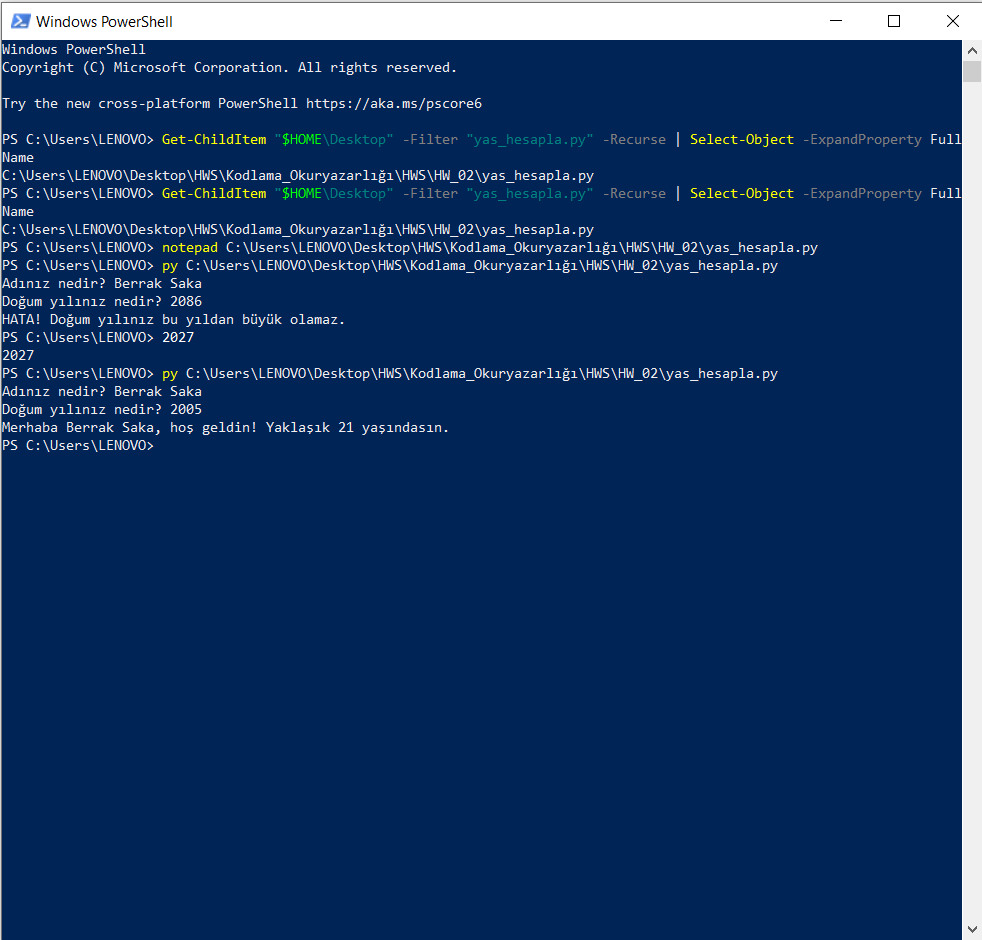 Windows PowerShell
Windows PowerShell
Copyright (C) Microsoft Corporation. All rights reserved.
Try the new cross-platform PowerShell https://aka.ms/pscore6
PS C:\Users\LENOVO> Get-ChildItem "$HOME\Desktop" -Filter "yas_hesapla.py" -Recurse | Select-Object -ExpandProperty Full
Name
C:\Users\LENOVO\Desktop\HWS\Kodlama_Okuryazarlığı\HWS\HW_02\yas_hesapla.py
PS C:\Users\LENOVO> Get-ChildItem "$HOME\Desktop" -Filter "yas_hesapla.py" -Recurse | Select-Object -ExpandProperty Full
Name
C:\Users\LENOVO\Desktop\HWS\Kodlama_Okuryazarlığı\HWS\HW_02\yas_hesapla.py
PS C:\Users\LENOVO> notepad C:\Users\LENOVO\Desktop\HWS\Kodlama_Okuryazarlığı\HWS\HW_02\yas_hesapla.py
PS C:\Users\LENOVO> py C:\Users\LENOVO\Desktop\HWS\Kodlama_Okuryazarlığı\HWS\HW_02\yas_hesapla.py
Adınız nedir? Berrak Saka
Doğum yılınız nedir? 2086
HATA! Doğum yılınız bu yıldan büyük olamaz.
PS C:\Users\LENOVO> 2027
2027
PS C:\Users\LENOVO> py C:\Users\LENOVO\Desktop\HWS\Kodlama_Okuryazarlığı\HWS\HW_02\yas_hesapla.py
Adınız nedir? Berrak Saka
Doğum yılınız nedir? 2005
Merhaba Berrak Saka, hoş geldin! Yaklaşık 21 yaşındasın.
PS C:\Users\LENOVO>